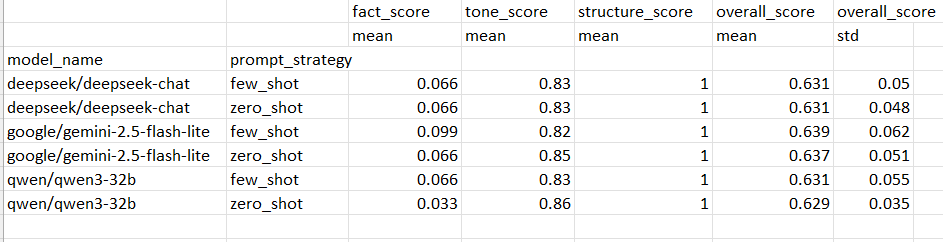 fact_score tone_score structure_score overall_score overall_score
mean mean mean mean std
model_name prompt_strategy
deepseek/deepseek-chat few_shot 0.066 0.83 1 0.631 0.05
deepseek/deepseek-chat zero_shot 0.066 0.83 1 0.631 0.048
google/gemini-2.5-flash-lite few_shot 0.099 0.82 1 0.639 0.062
google/gemini-2.5-flash-lite zero_shot 0.066 0.85 1 0.637 0.051
qwen/qwen3-32b few_shot 0.066 0.83 1 0.631 0.055
qwen/qwen3-32b zero_shot 0.033 0.86 1 0.629 0.035